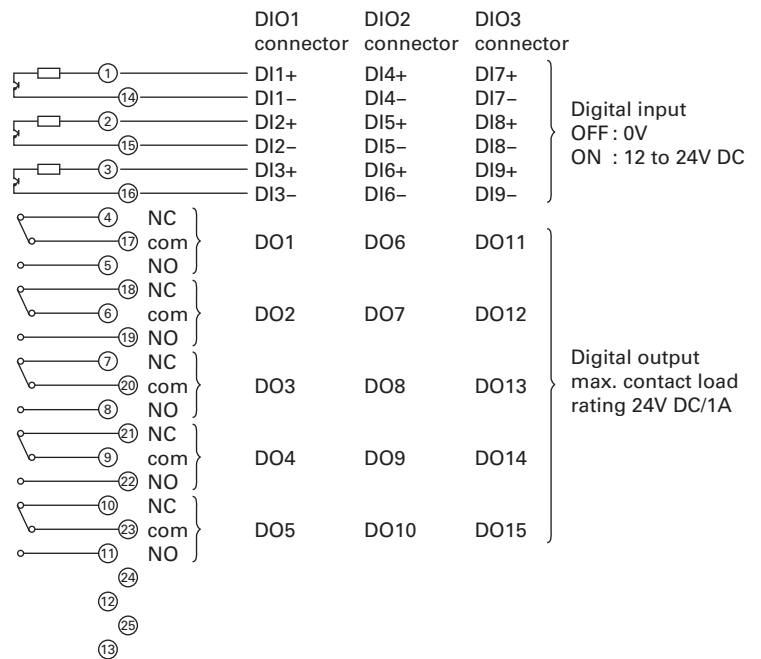 DIO1 DIO2 DIO3
connector connector connector
1 DI1+ DI4+ DI7+
14 DI1– DI4– DI7–
2 DI2+ DI5+ DI8+
15 DI2– DI5– DI8–
3 DI3+ DI6+ DI9+
16 DI3– DI6– DI9–
Digital input
OFF : 0V
ON : 12 to 24V DC
4 NC
17 com DO1 DO6 DO11
5 NO
18 NC
6 com DO2 DO7 DO12
19 NO
7 NC
20 com DO3 DO8 DO13
8 NO
21 NC
9 com DO4 DO9 DO14
22 NO
10 NC
23 com DO5 DO10 DO15
11 NO
Digital output
max. contact load
rating 24V DC/1A
24
12
25
13